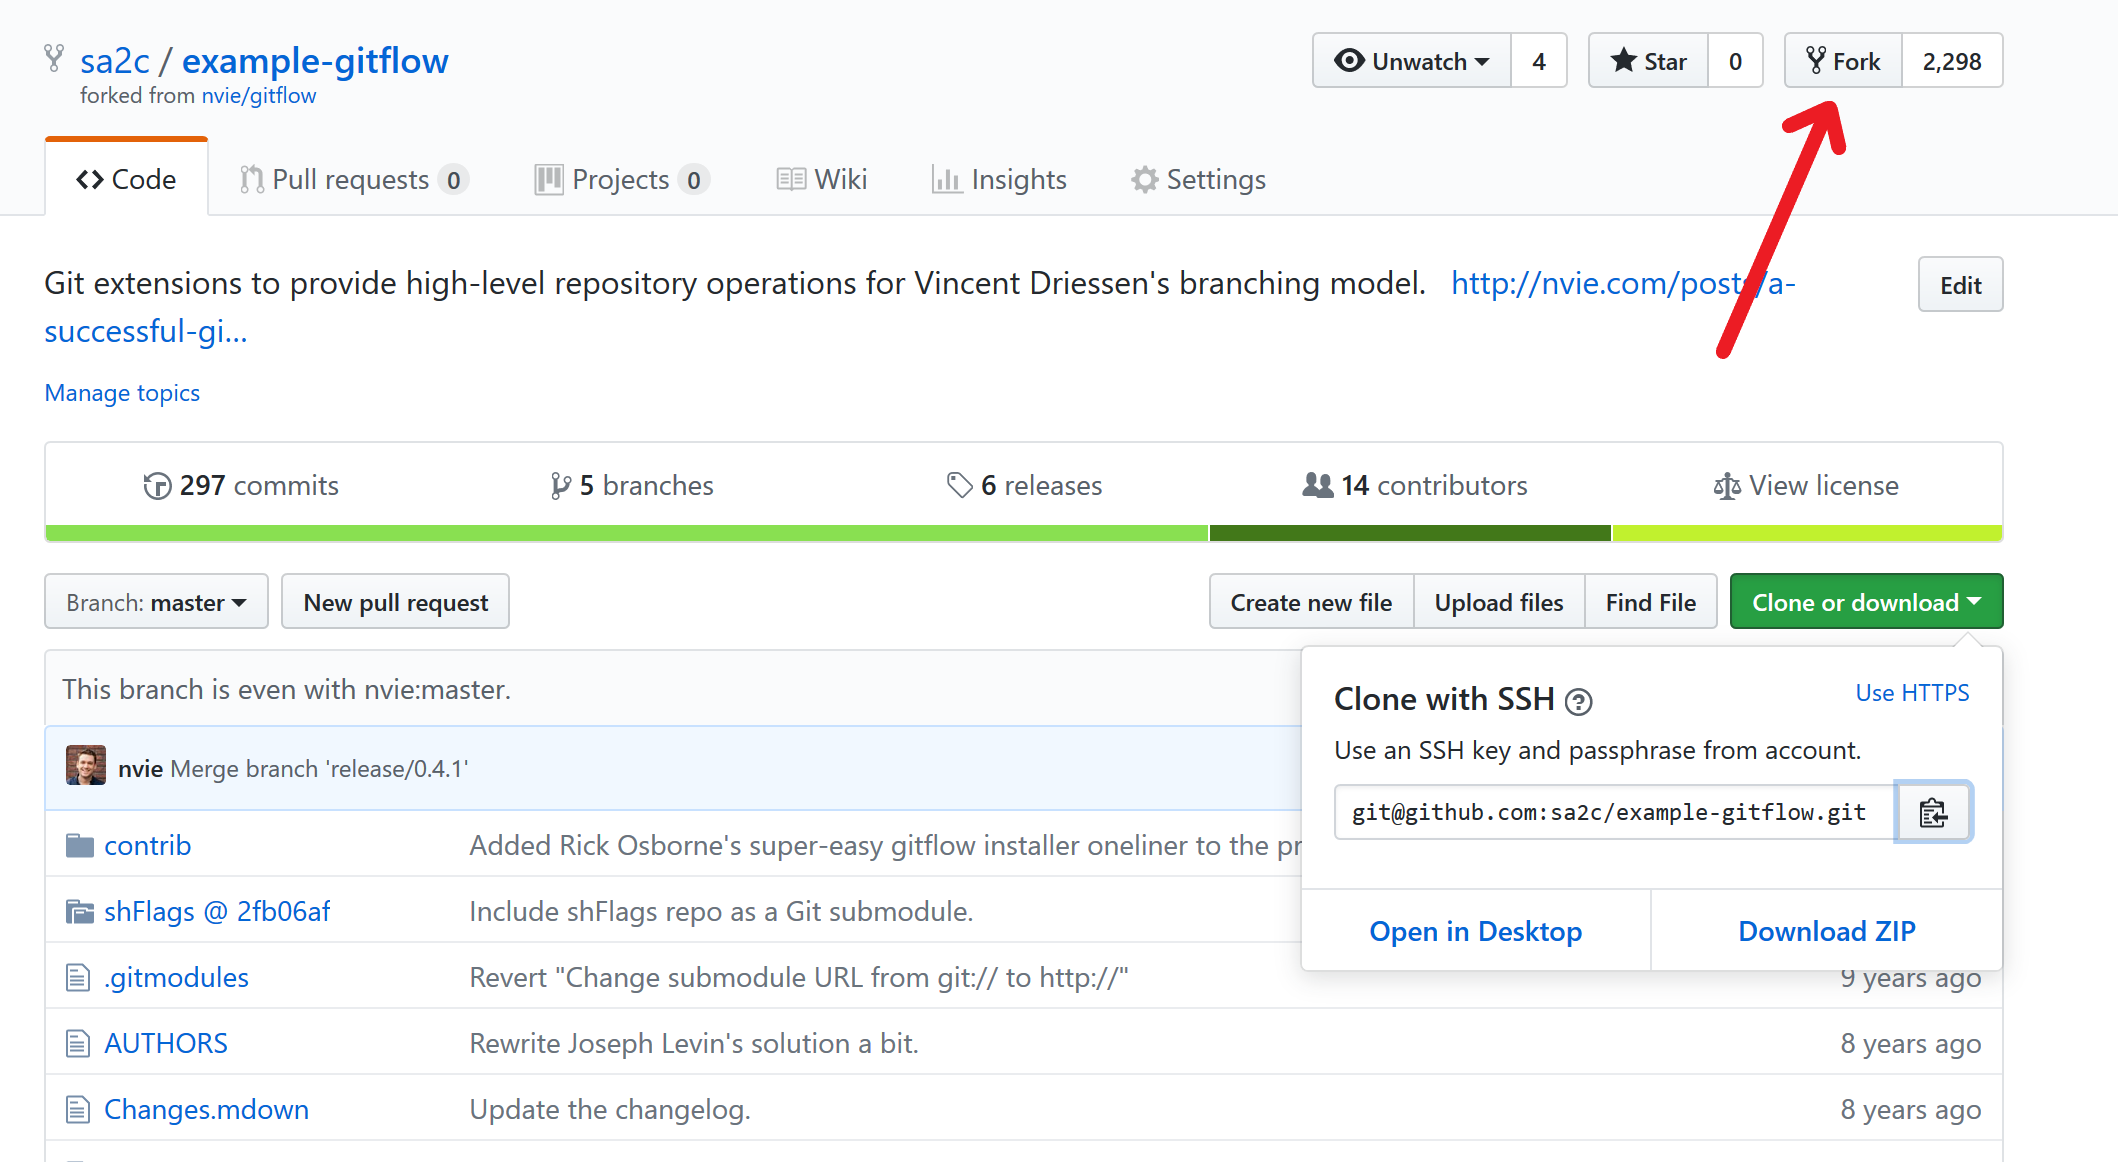 sa2c / example-gitflow
forked from nvie/gitflow
Unwatch 4 Star 0 Fork 2,298
Code Pull requests 0 Projects 0 Wiki Insights Settings
Git extensions to provide high-level repository operations for Vincent Driessen's branching model. http://nvie.com/posts/a-
successful-gi...
Edit
Manage topics
297 commits 5 branches 6 releases 14 contributors View license
Branch: master New pull request Create new file Upload files Find File Clone or download
This branch is even with nvie:master.
Clone with SSH Use HTTPS
Use an SSH key and passphrase from account.
git@github.com:sa2c/example-gitflow.git
Open in Desktop Download ZIP
nvie Merge branch 'release/0.4.1'
contrib Added Rick Osborne's super-easy gitflow installer oneliner to the pr
shFlags @ 2fb06af Include shFlags repo as a Git submodule.
.gitmodules Revert "Change submodule URL from git:// to http://" 9 years ago
AUTHORS Rewrite Joseph Levin's solution a bit. 8 years ago
Changes.mdown Update the changelog. 8 years ago